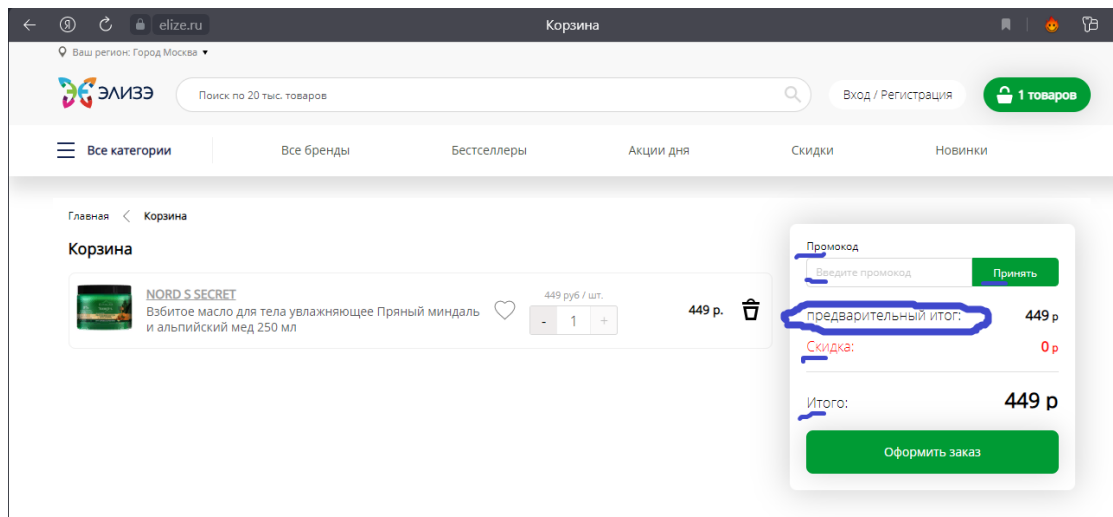 elize.ru
Корзина
Ваш регион: Город Москва
ЭЛИЗЭ
Поиск по 20 тыс. товаров
Вход / Регистрация
1 товаров
Все категории
Все бренды
Бестселлеры
Акции дня
Скидки
Новинки
Главная
Корзина
Корзина
NORD S SECRET
Взбитое масло для тела увлажняющее Пряный миндаль
и альпийский мед 250 мл
449 руб / шт.
- 1 +
449 р.
Промокод
Введите промокод
Принять
предварительный итог: 449 р
Скидка: 0 р
Итого: 449 р
Оформить заказ